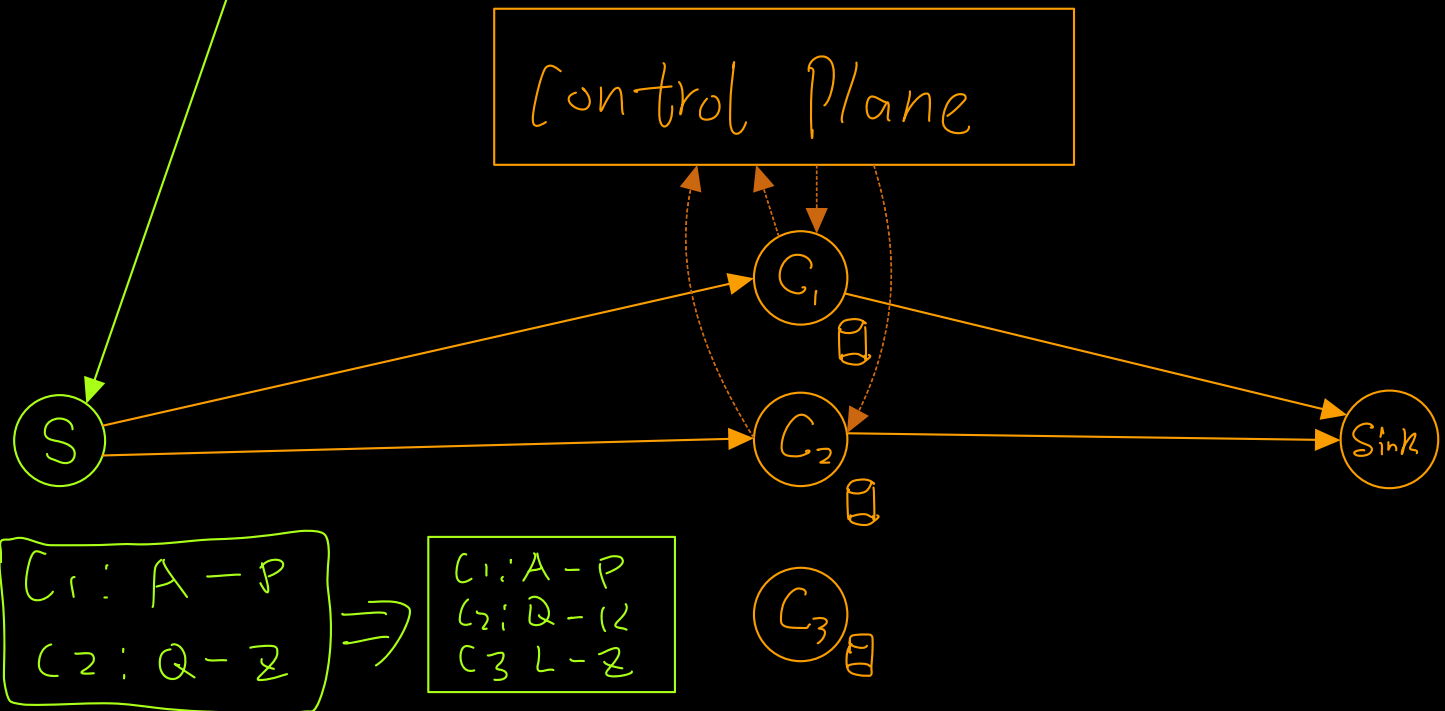 Control Plane
C1
S
C2
Sink
C1: A - P
C2: Q - Z
C1: A - P
C2: Q - K
C3 L - Z
C3